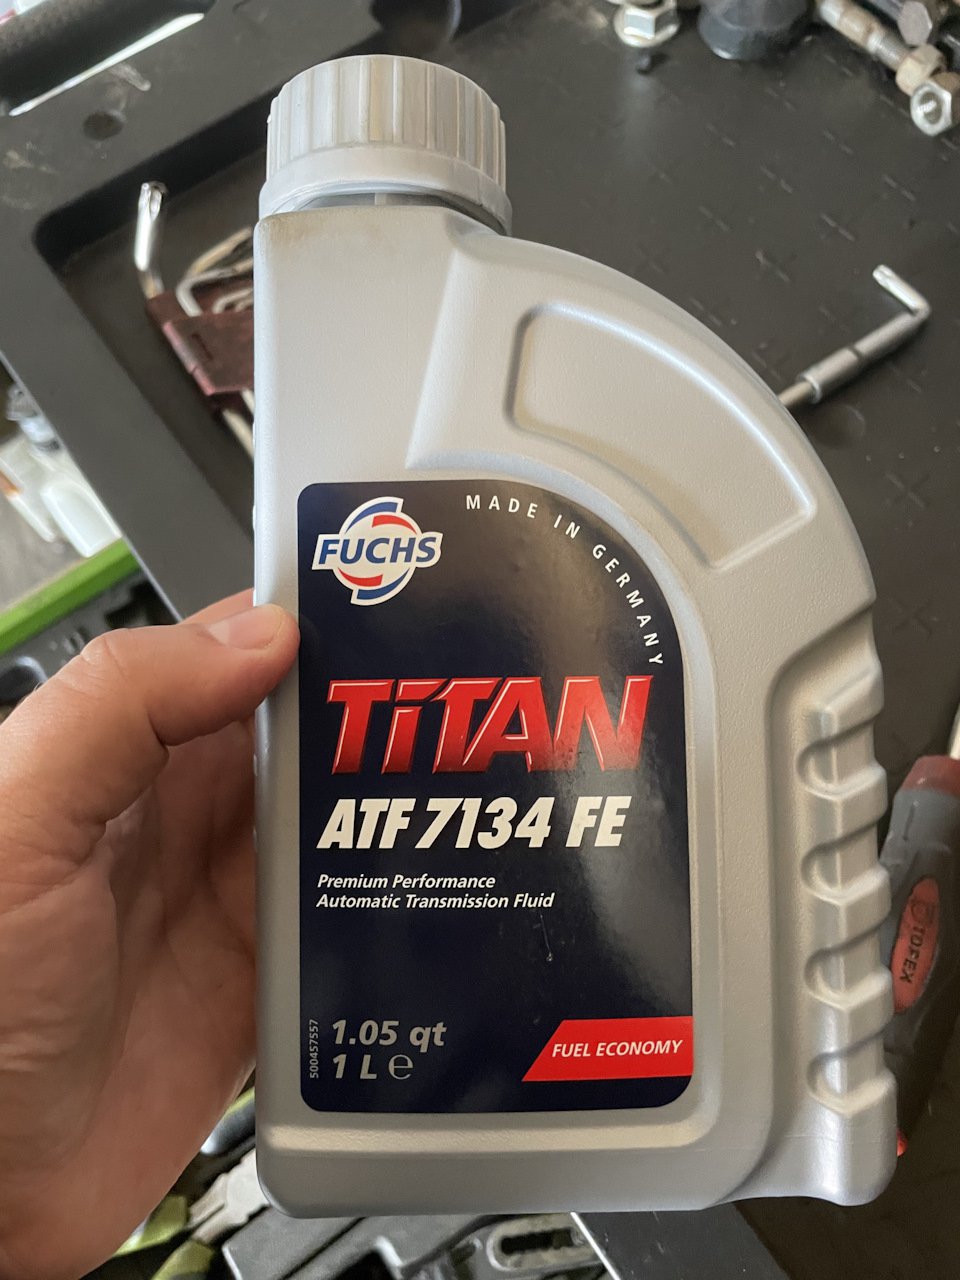 MADE IN GERMANY
FUCHS
TiTAN
ATF 7134 FE
Premium Performance
Automatic Transmission Fluid
500457557
1.05 qt
1 L ℮
FUEL ECONOMY
TOFEX